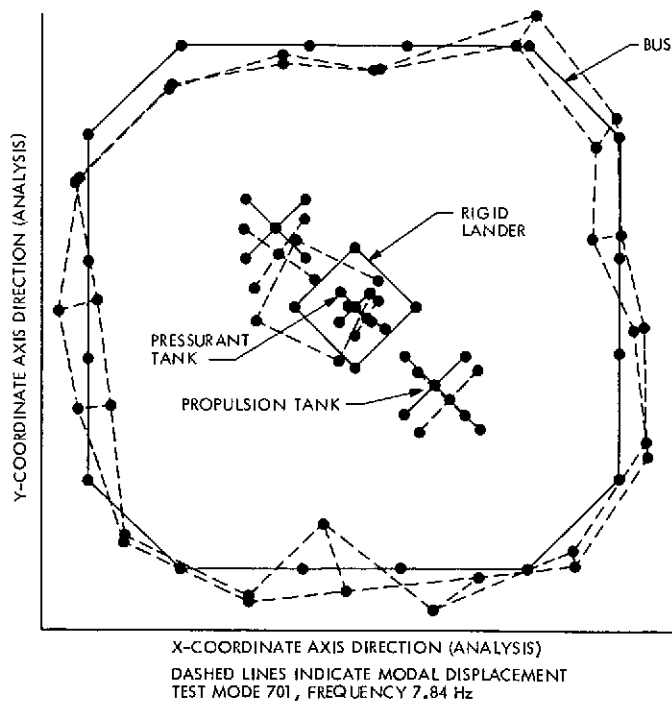 BUS
RIGID
LANDER
PRESSURANT
TANK
PROPULSION TANK
Y-COORDINATE AXIS DIRECTION (ANALYSIS)
X-COORDINATE AXIS DIRECTION (ANALYSIS)
DASHED LINES INDICATE MODAL DISPLACEMENT
TEST MODE 701, FREQUENCY 7.84 Hz